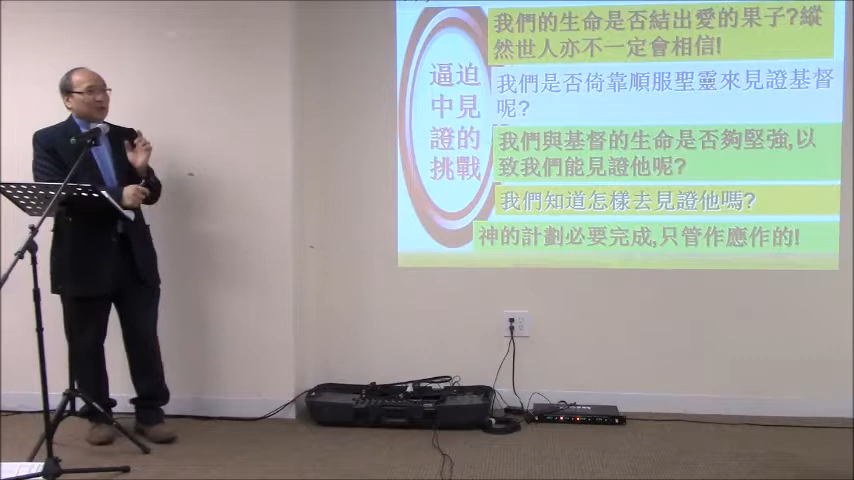 逼迫
中見
證的
挑戰
我們的生命是否結出愛的果子?縱
然世人亦不一定會相信!
我們是否倚靠順服聖靈來見證基督
呢?
我們與基督的生命是否夠堅強,以
致我們能見證他呢?
我們知道怎樣去見證他嗎?
神的計劃必要完成,只管作應作的!